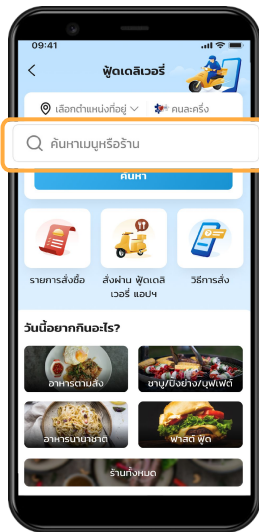 09:41
ฟู้ดเดลิเวอรี่
เลือกตำแหน่งที่อยู่
คนละครึ่ง
ค้นหาเมนูหรือร้าน
ค้นหา
รายการสั่งซื้อ
สั่งผ่าน ฟู้ดเดลิ
เวอรี่ แอปฯ
วิธีการสั่ง
วันนี้อยากกินอะไร?
อาหารตามสั่ง
ชาบู/ปิ้งย่าง/บุฟเฟ่ต์
อาหารนานาชาติ
ฟาสต์ ฟู้ด
ร้านทั้งหมด